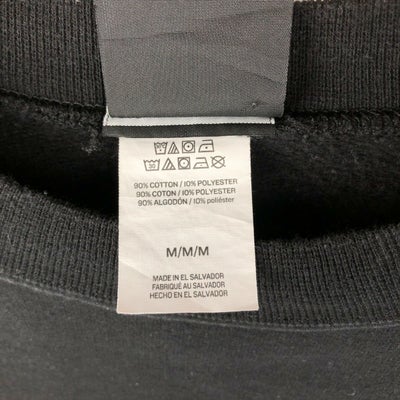 90% COTTON / 10% POLYESTER
90% COTON / 10% POLYESTER
90% ALGODÓN / 10% poliéster
M/M/M
MADE IN EL SALVADOR
FABRIQUÉ AU SALVADOR
HECHO EN EL SALVADOR